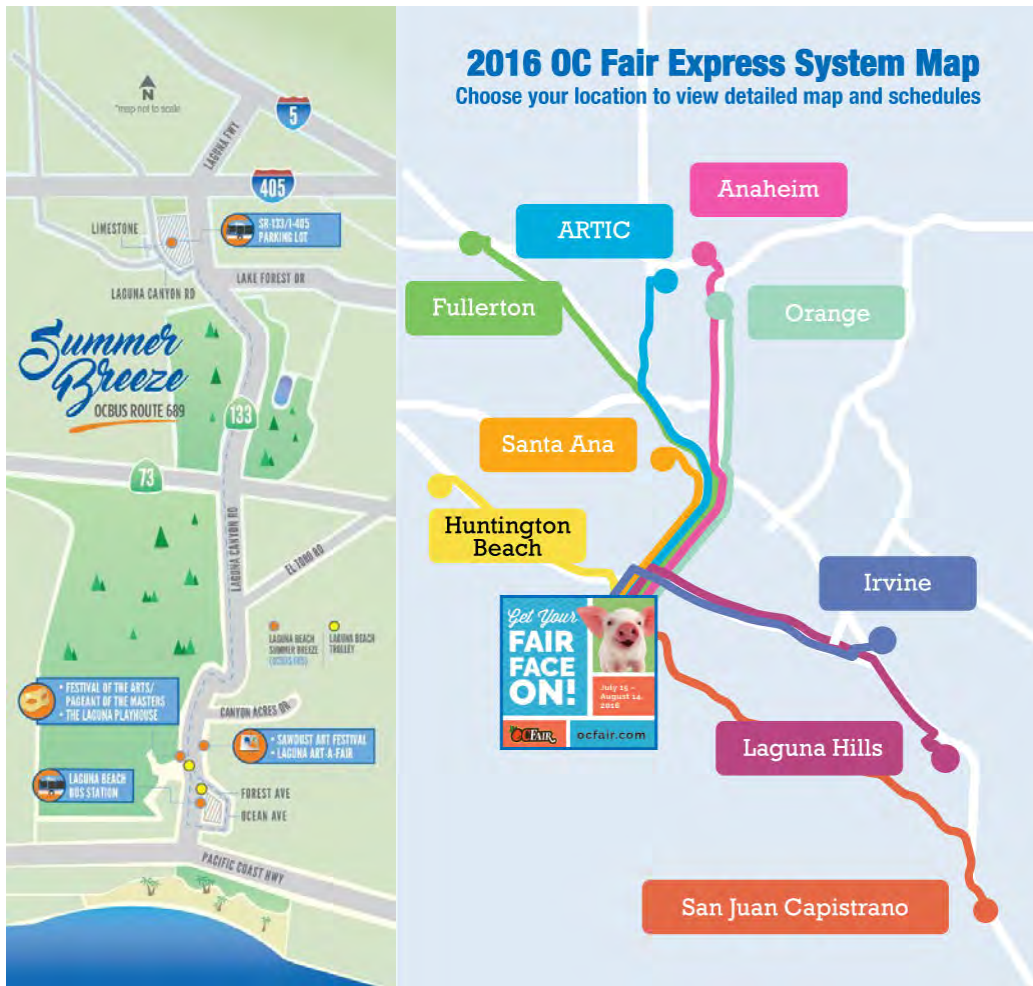 N
*map not to scale
5
LAGUNA FWY
405
LIMESTONE
SR-133/I-405
PARKING LOT
LAGUNA CANYON RD
LAKE FOREST DR
Summer
Breeze
OCBUS ROUTE 689
133
73
LAGUNA CANYON RD
EL TORO RD
LAGUNA BEACH
SUMMER BREEZE
(OCBUS 689)
LAGUNA BEACH
TROLLEY
• FESTIVAL OF THE ARTS/
PAGEANT OF THE MASTERS
• THE LAGUNA PLAYHOUSE
CANYON ACRES DR
• SAWDUST ART FESTIVAL
• LAGUNA ART-A-FAIR
LAGUNA BEACH
BUS STATION
FOREST AVE
OCEAN AVE
PACIFIC COAST HWY
2016 OC Fair Express System Map
Choose your location to view detailed map and schedules
Anaheim
ARTIC
Fullerton
Orange
Santa Ana
Huntington
Beach
Irvine
Get Your
FAIR
FACE
ON!
July 15 –
August 14,
2016
OC FAIR
ocfair.com
Laguna Hills
San Juan Capistrano